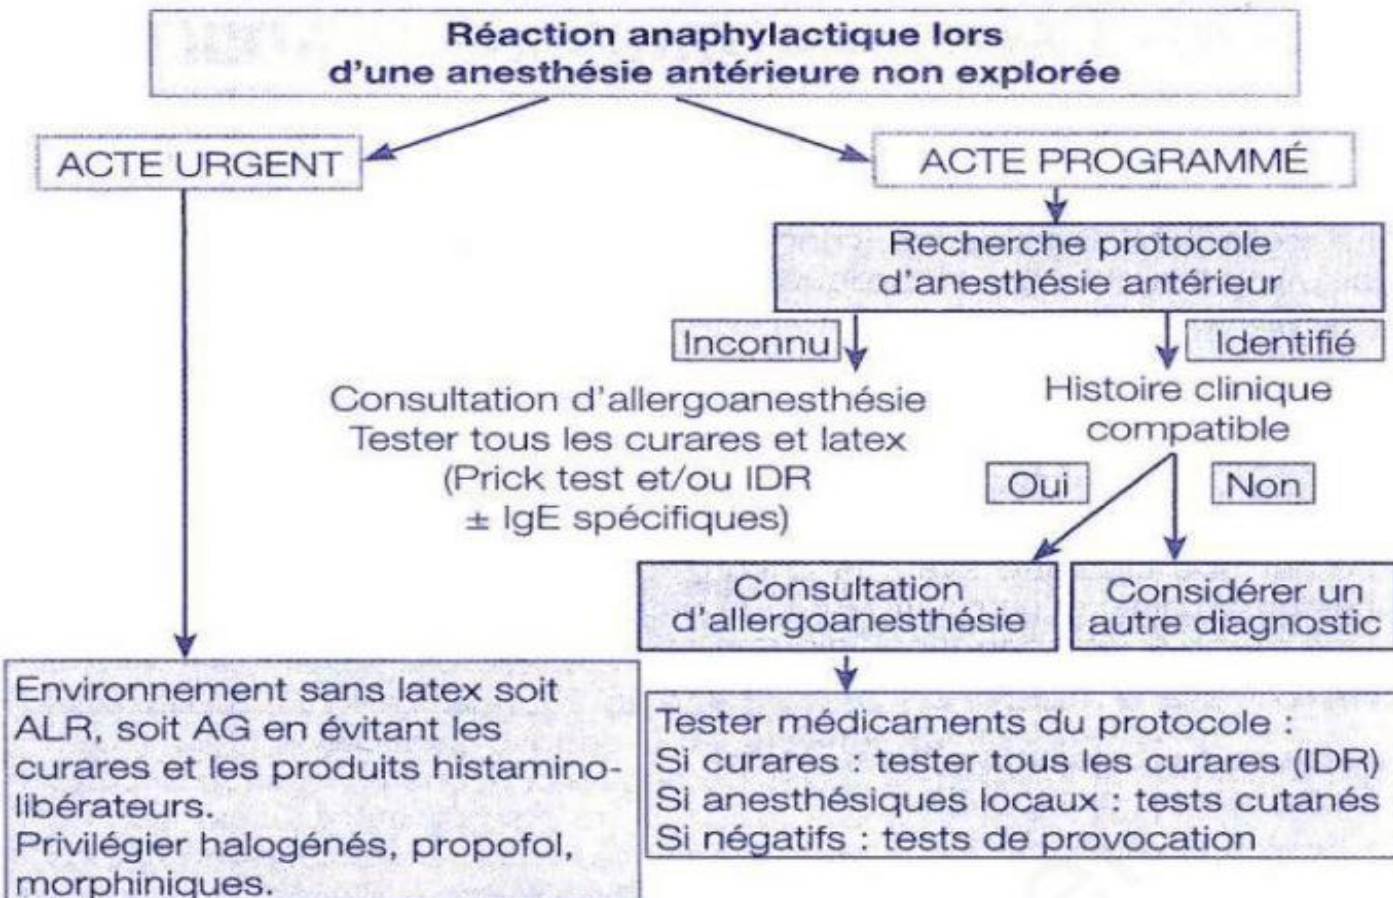 Réaction anaphylactique lors
d'une anesthésie antérieure non explorée
ACTE URGENT
ACTE PROGRAMMÉ
Recherche protocole
d'anesthésie antérieur
Inconnu
Identifié
Consultation d'allergoanesthésie
Tester tous les curares et latex
(Prick test et/ou IDR
± IgE spécifiques)
Histoire clinique
compatible
Oui
Non
Consultation
d'allergoanesthésie
Considérer un
autre diagnostic
Environnement sans latex soit
ALR, soit AG en évitant les
curares et les produits histamino-
libérateurs.
Privilégier halogénés, propofol,
morphiniques.
Tester médicaments du protocole :
Si curares : tester tous les curares (IDR)
Si anesthésiques locaux : tests cutanés
Si négatifs : tests de provocation